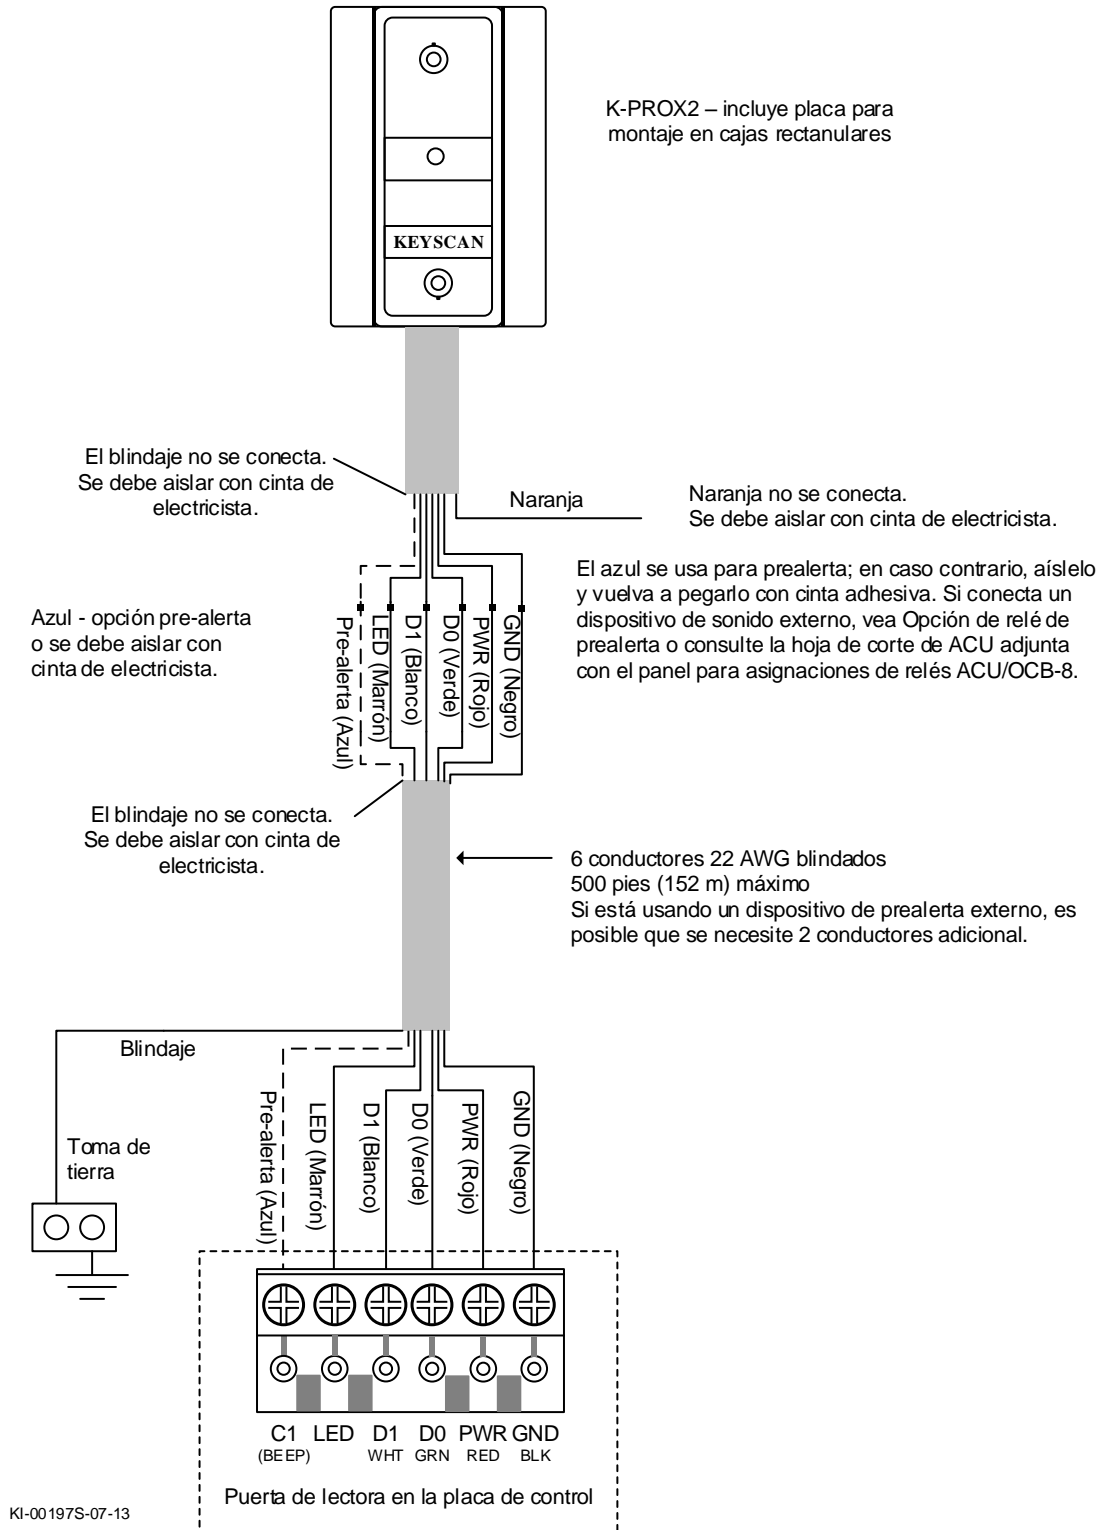 K-PROX2 – incluye placa para
montaje en cajas rectanulares
KEYSCAN
El blindaje no se conecta.
Se debe aislar con cinta de
electricista.
Naranja
Naranja no se conecta.
Se debe aislar con cinta de electricista.
El azul se usa para prealerta; en caso contrario, aíslelo
y vuelva a pegarlo con cinta adhesiva. Si conecta un
dispositivo de sonido externo, vea Opción de relé de
prealerta o consulte la hoja de corte de ACU adjunta
con el panel para asignaciones de relés ACU/OCB-8.
Azul - opción pre-alerta
o se debe aislar con
cinta de electricista.
Pre-alerta (Azul)
LED (Marrón)
D1 (Blanco)
D0 (Verde)
PWR (Rojo)
GND (Negro)
El blindaje no se conecta.
Se debe aislar con cinta de
electricista.
6 conductores 22 AWG blindados
500 pies (152 m) máximo
Si está usando un dispositivo de prealerta externo, es
posible que se necesite 2 conductores adicional.
Blindaje
Toma de
tierra
Pre-alerta (Azul)
LED (Marrón)
D1 (Blanco)
D0 (Verde)
PWR (Rojo)
GND (Negro)
C1 LED D1 D0 PWR GND
(BEEP) WHT GRN RED BLK
Puerta de lectora en la placa de control
KI-00197S-07-13